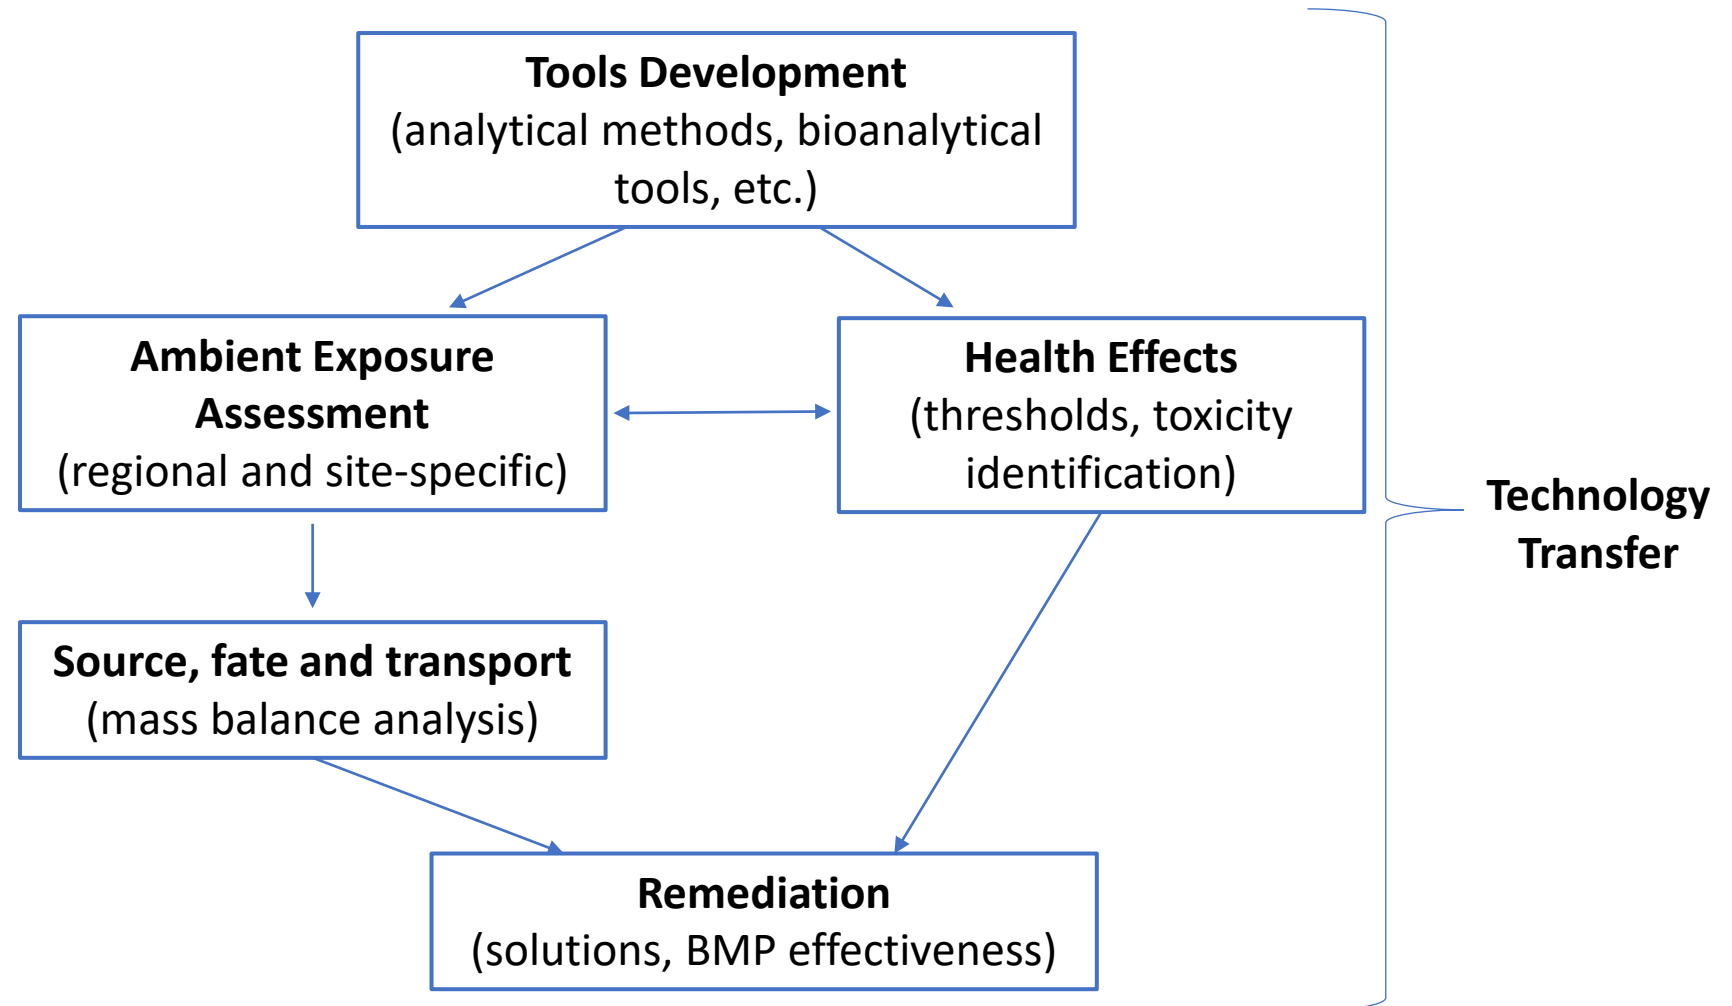 Tools Development
(analytical methods, bioanalytical
tools, etc.)
Ambient Exposure
Assessment
(regional and site-specific)
Health Effects
(thresholds, toxicity
identification)
Technology
Transfer
Source, fate and transport
(mass balance analysis)
Remediation
(solutions, BMP effectiveness)